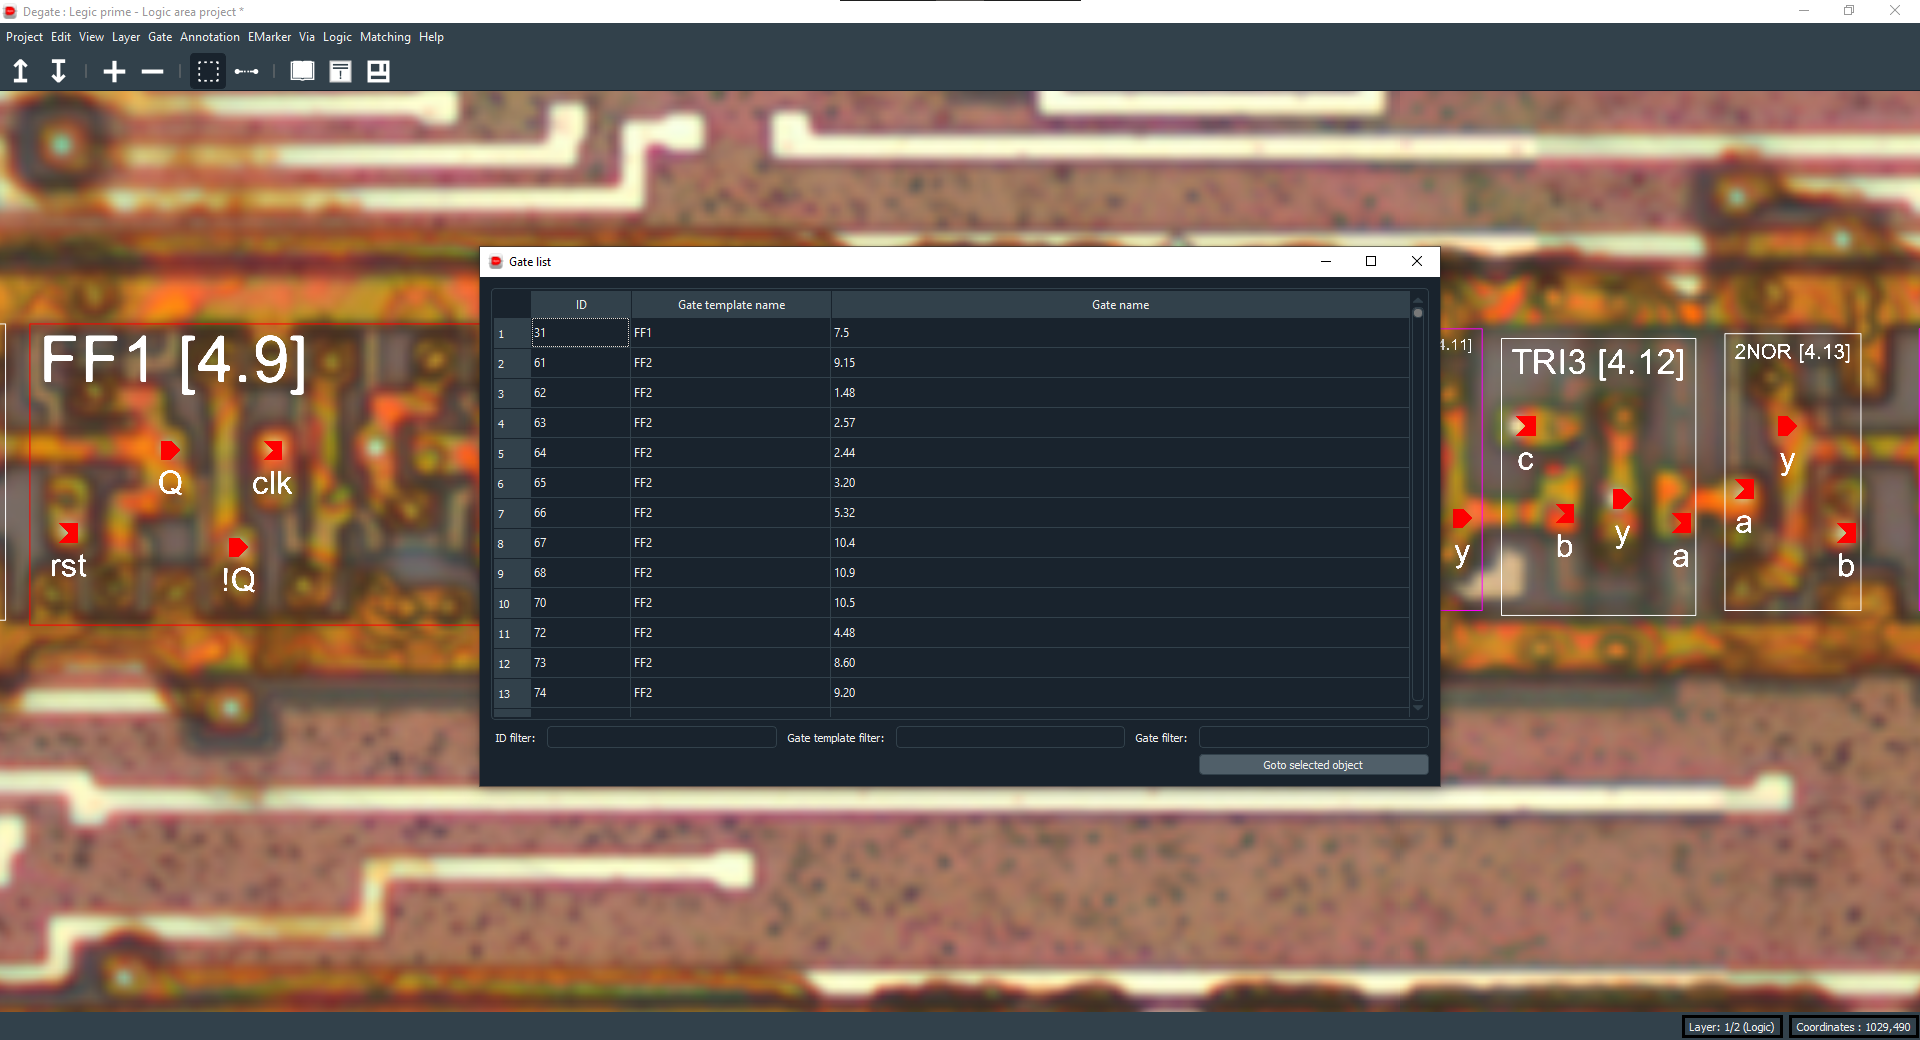 Degate : Legic prime - Logic area project *
Project Edit View Layer Gate Annotation EMarker Via Logic Matching Help
Gate list
ID Gate template name Gate name
1 31 FF1 7.5
2 61 FF2 9.15
3 62 FF2 1.48
4 63 FF2 2.57
5 64 FF2 2.44
6 65 FF2 3.20
7 66 FF2 5.32
8 67 FF2 10.4
9 68 FF2 10.9
10 70 FF2 10.5
11 72 FF2 4.48
12 73 FF2 8.60
13 74 FF2 9.20
ID filter: Gate template filter: Gate filter:
Goto selected object
FF1 [4.9]
Q
clk
rst
!Q
4.11]
y
TRI3 [4.12]
c
b
y
a
2NOR [4.13]
y
a
b
Layer: 1/2 (Logic) Coordinates : 1029,490